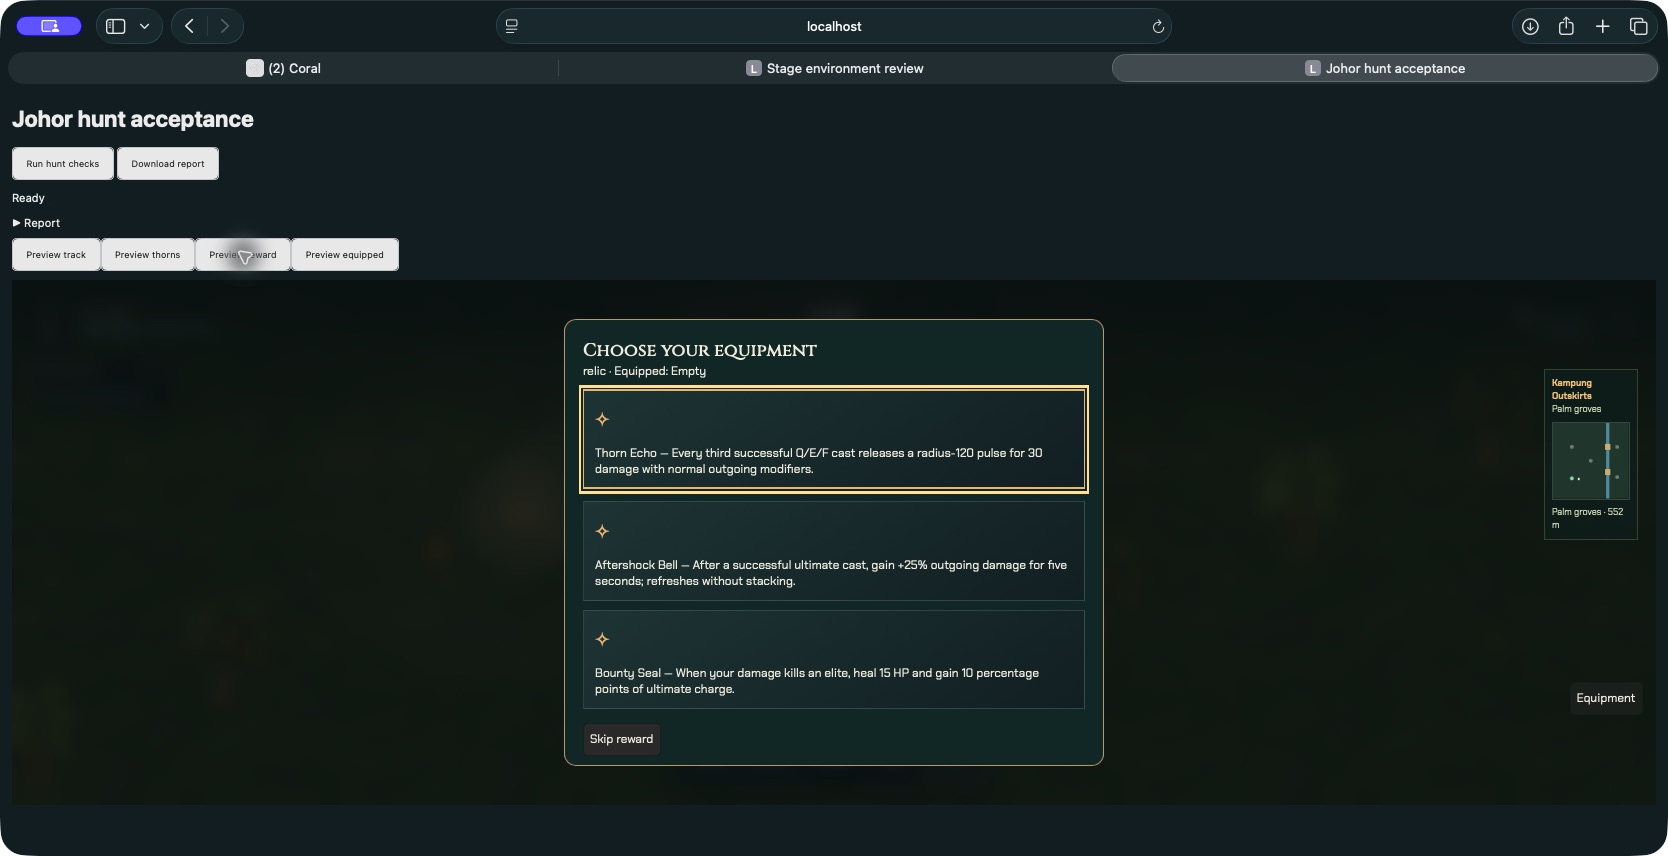 localhost
(2) Coral
L Stage environment review
L Johor hunt acceptance
Johor hunt acceptance
Run hunt checks
Download report
Ready
Report
Preview track
Preview thorns
Preview equipped
CHOOSE YOUR EQUIPMENT
relic · Equipped: Empty
Thorn Echo — Every third successful Q/E/F cast releases a radius-120 pulse for 30
damage with normal outgoing modifiers.
Aftershock Bell — After a successful ultimate cast, gain +25% outgoing damage for five
seconds; refreshes without stacking.
Bounty Seal — When your damage kills an elite, heal 15 HP and gain 10 percentage
points of ultimate charge.
Skip reward
Kampung
Outskirts
Palm groves
Palm groves · 552
m
Equipment